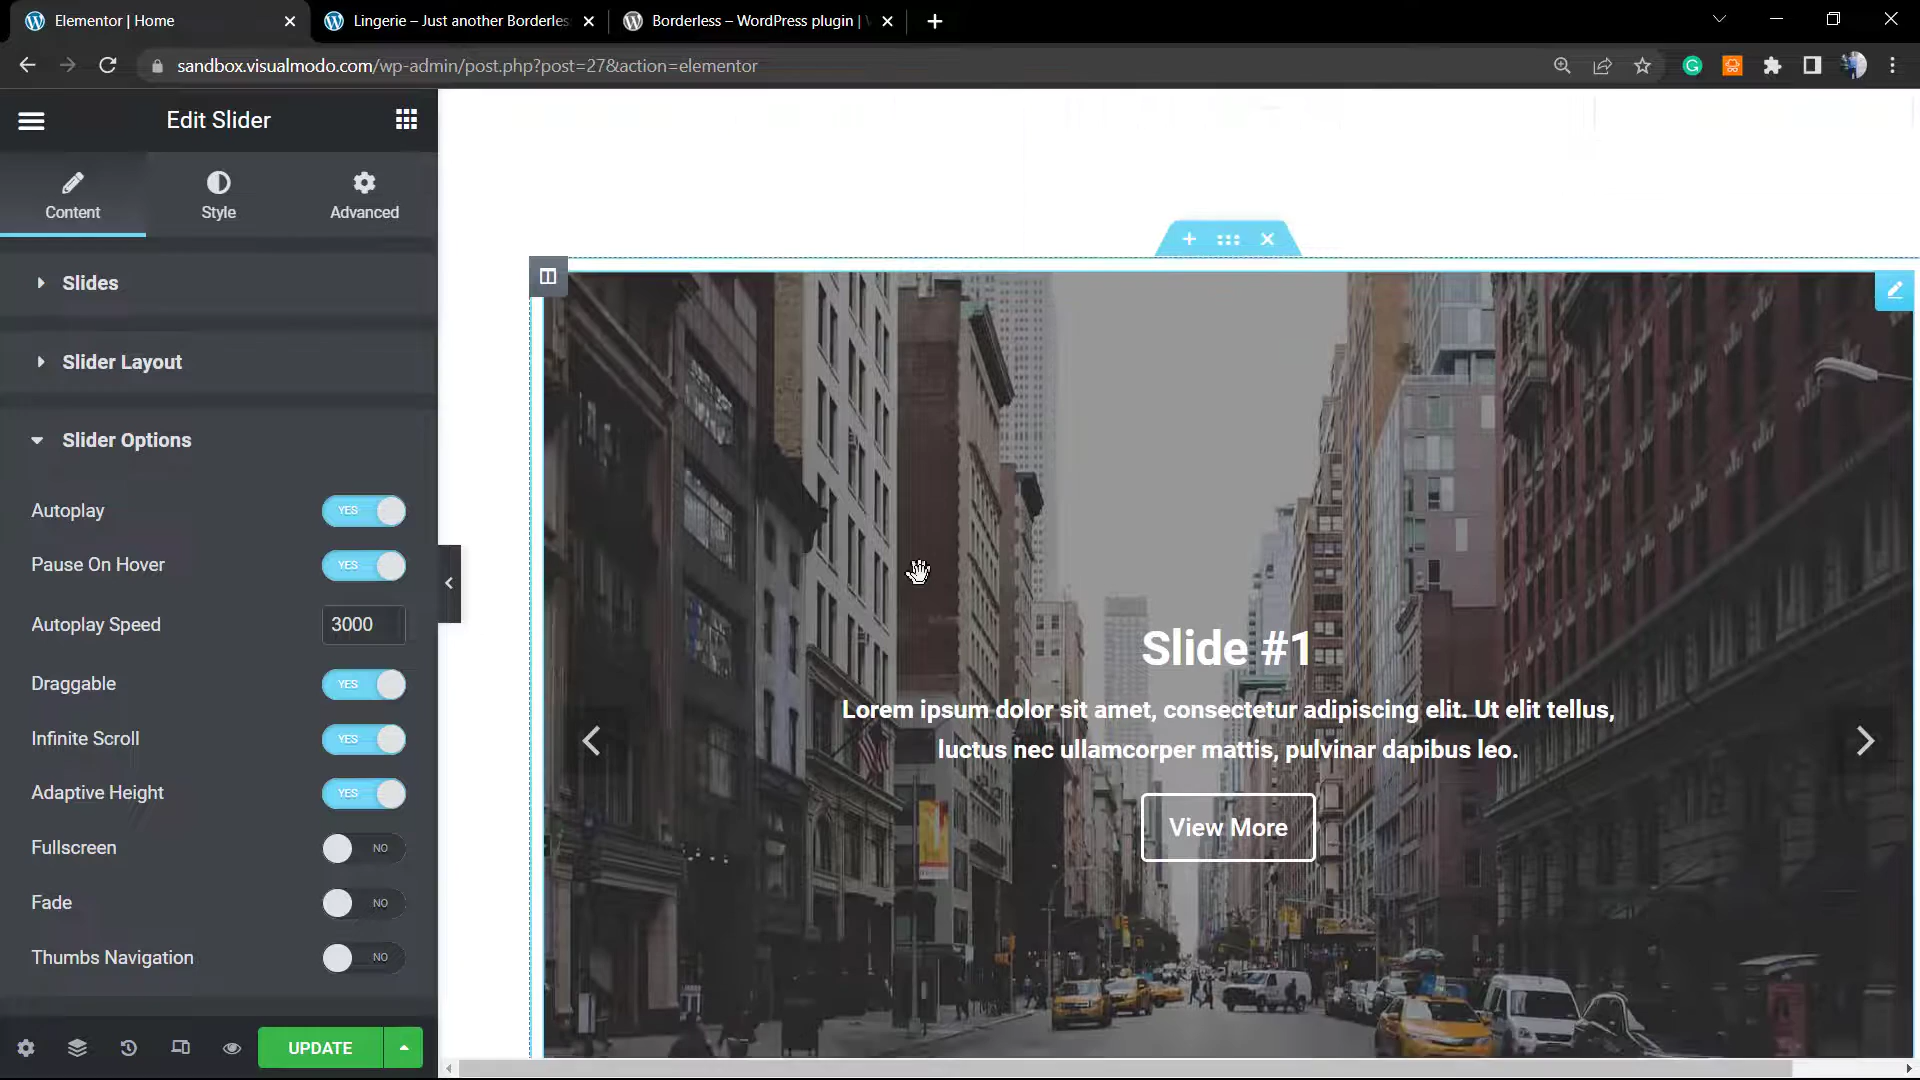 Elementor | Home
Lingerie – Just another Borderles
Borderless – WordPress plugin |
sandbox.visualmodo.com/wp-admin/post.php?post=27&action=elementor
Edit Slider
Content
Style
Advanced
Slides
Slider Layout
Slider Options
Autoplay
YES
Pause On Hover
YES
Autoplay Speed
3000
Draggable
YES
Infinite Scroll
YES
Adaptive Height
YES
Fullscreen
NO
Fade
NO
Thumbs Navigation
NO
UPDATE
Slide #1
Lorem ipsum dolor sit amet, consectetur adipiscing elit. Ut elit tellus,
luctus nec ullamcorper mattis, pulvinar dapibus leo.
View More